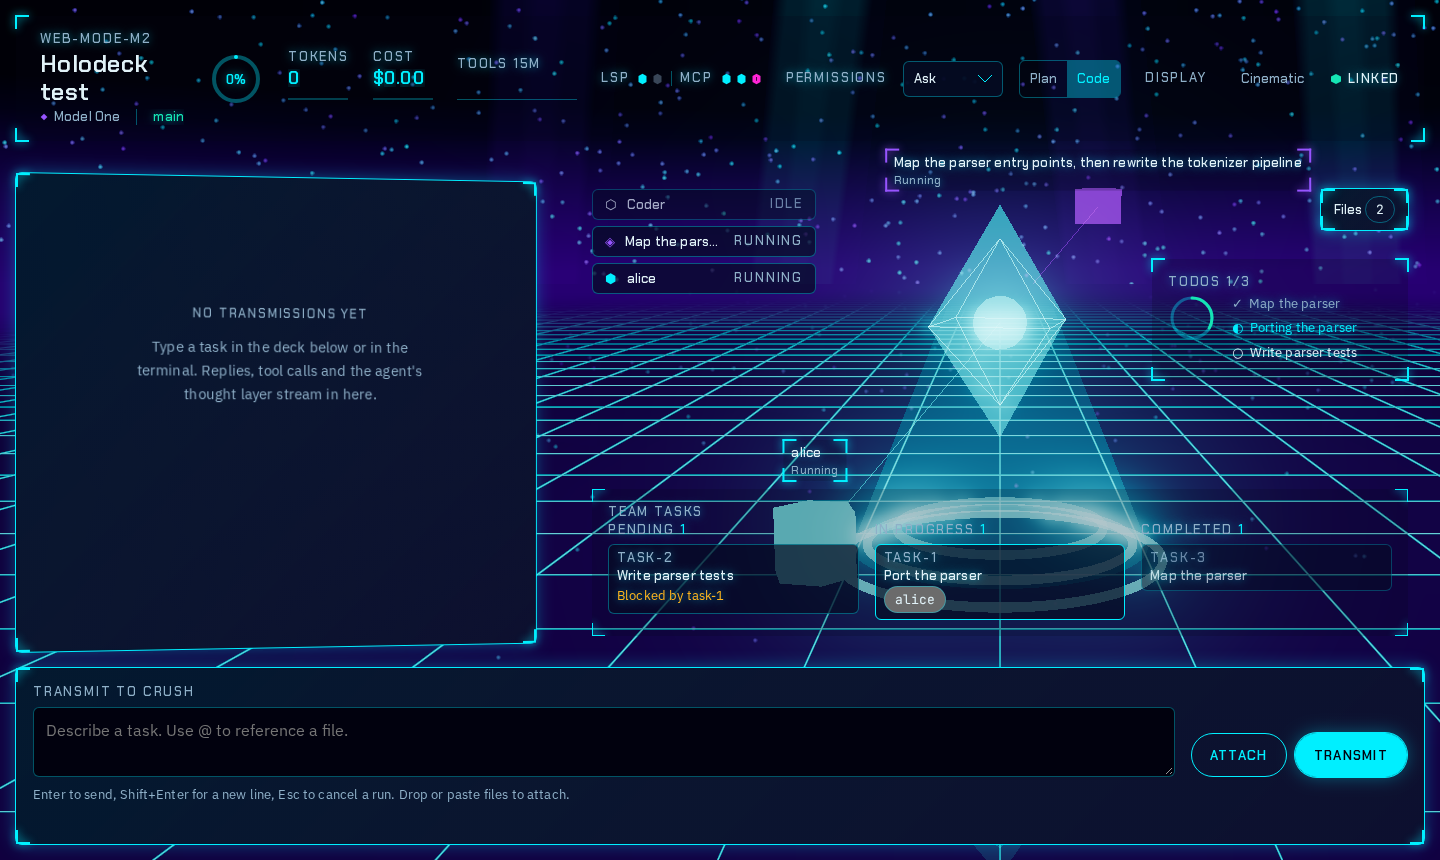 WEB-MODE-M2
Holodeck
test
Model One
main
0%
TOKENS
0
COST
$0.00
TOOLS 15M
LSP
MCP
PERMISSIONS
Ask
Plan
Code
DISPLAY
Cinematic
LINKED
NO TRANSMISSIONS YET
Type a task in the deck below or in the
terminal. Replies, tool calls and the agent's
thought layer stream in here.
Coder IDLE
Map the pars... RUNNING
alice RUNNING
Map the parser entry points, then rewrite the tokenizer pipeline
Running
Files 2
TODOS 1/3
✓ Map the parser
Porting the parser
Write parser tests
alice
Running
TEAM TASKS
PENDING 1
TASK-2
Write parser tests
Blocked by task-1
IN PROGRESS 1
TASK-1
Port the parser
alice
COMPLETED 1
TASK-3
Map the parser
TRANSMIT TO CRUSH
Describe a task. Use @ to reference a file.
ATTACH
TRANSMIT
Enter to send, Shift+Enter for a new line, Esc to cancel a run. Drop or paste files to attach.